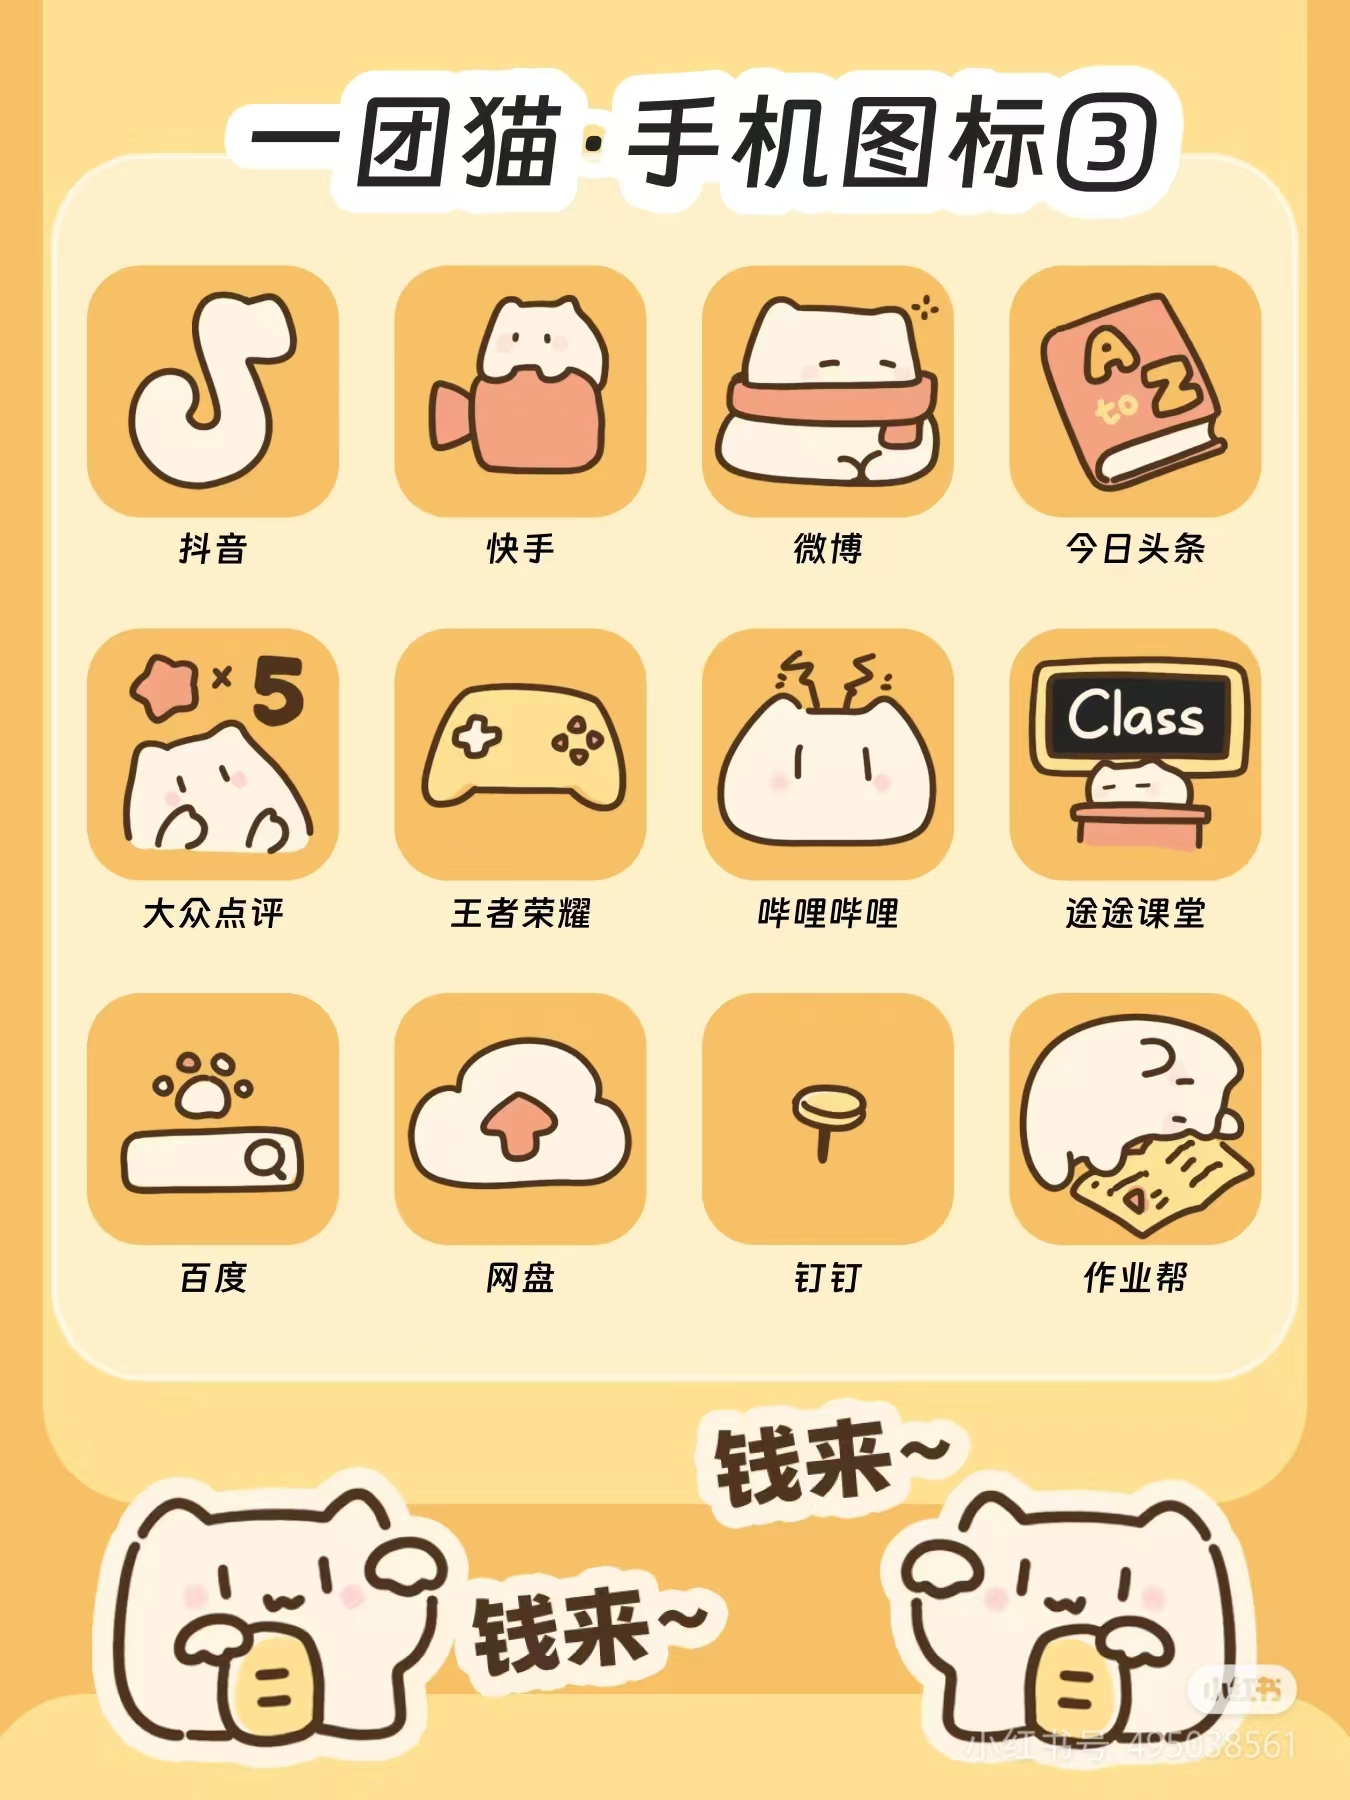 一团猫·手机图标③
抖音
快手
微博
A to Z
今日头条
× 5
大众点评
王者荣耀
哔哩哔哩
Class
途途课堂
百度
网盘
钉钉
作业帮
钱来~
钱来~
小红书
小红书号 495038561